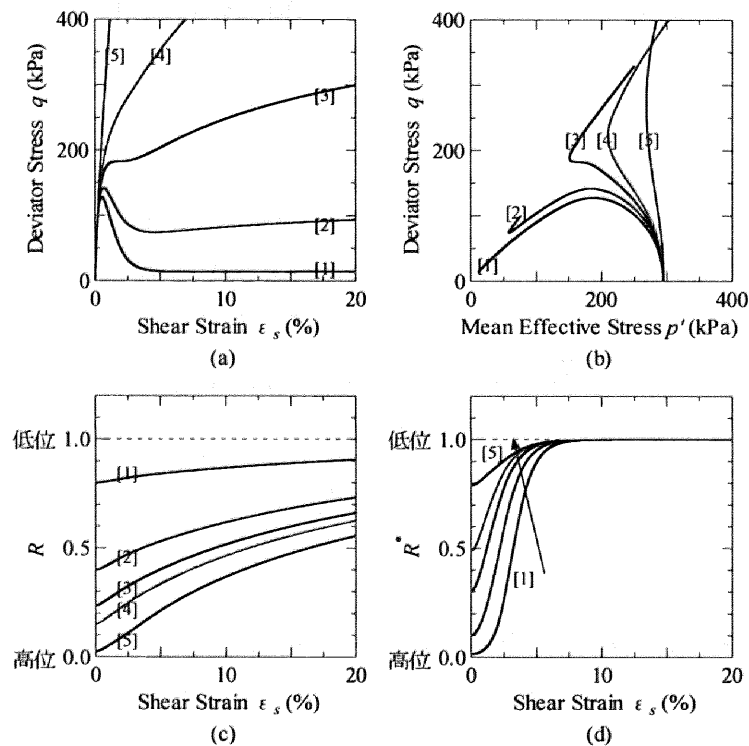 400
200
0
Deviator Stress q (kPa)
[5]
[4]
[3]
[2]
[1]
0 10 20
Shear Strain εs (%)
(a)
400
200
0
Deviator Stress q (kPa)
[3]
[4]
[5]
[2]
[1]
0 200 400
Mean Effective Stress p' (kPa)
(b)
低位 1.0
0.5
高位 0.0
R
[1]
[2]
[3]
[4]
[5]
0 10 20
Shear Strain εs (%)
(c)
低位 1.0
0.5
高位 0.0
R*
[5]
[1]
0 10 20
Shear Strain εs (%)
(d)